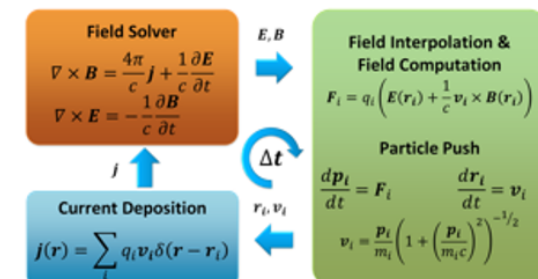 Field Solver
∇ × B = 4π/c j + 1/c ∂E/∂t
∇ × E = − 1/c ∂B/∂t
E, B
Field Interpolation &
Field Computation
F_i = q_i (E(r_i) + 1/c v_i × B(r_i))
Particle Push
dp_i/dt = F_i
dr_i/dt = v_i
v_i = p_i/m_i (1 + (p_i/m_i c)^2)^{-1/2}
Δt
r_i, v_i
Current Deposition
j(r) = ∑_i q_i v_i δ(r − r_i)
j